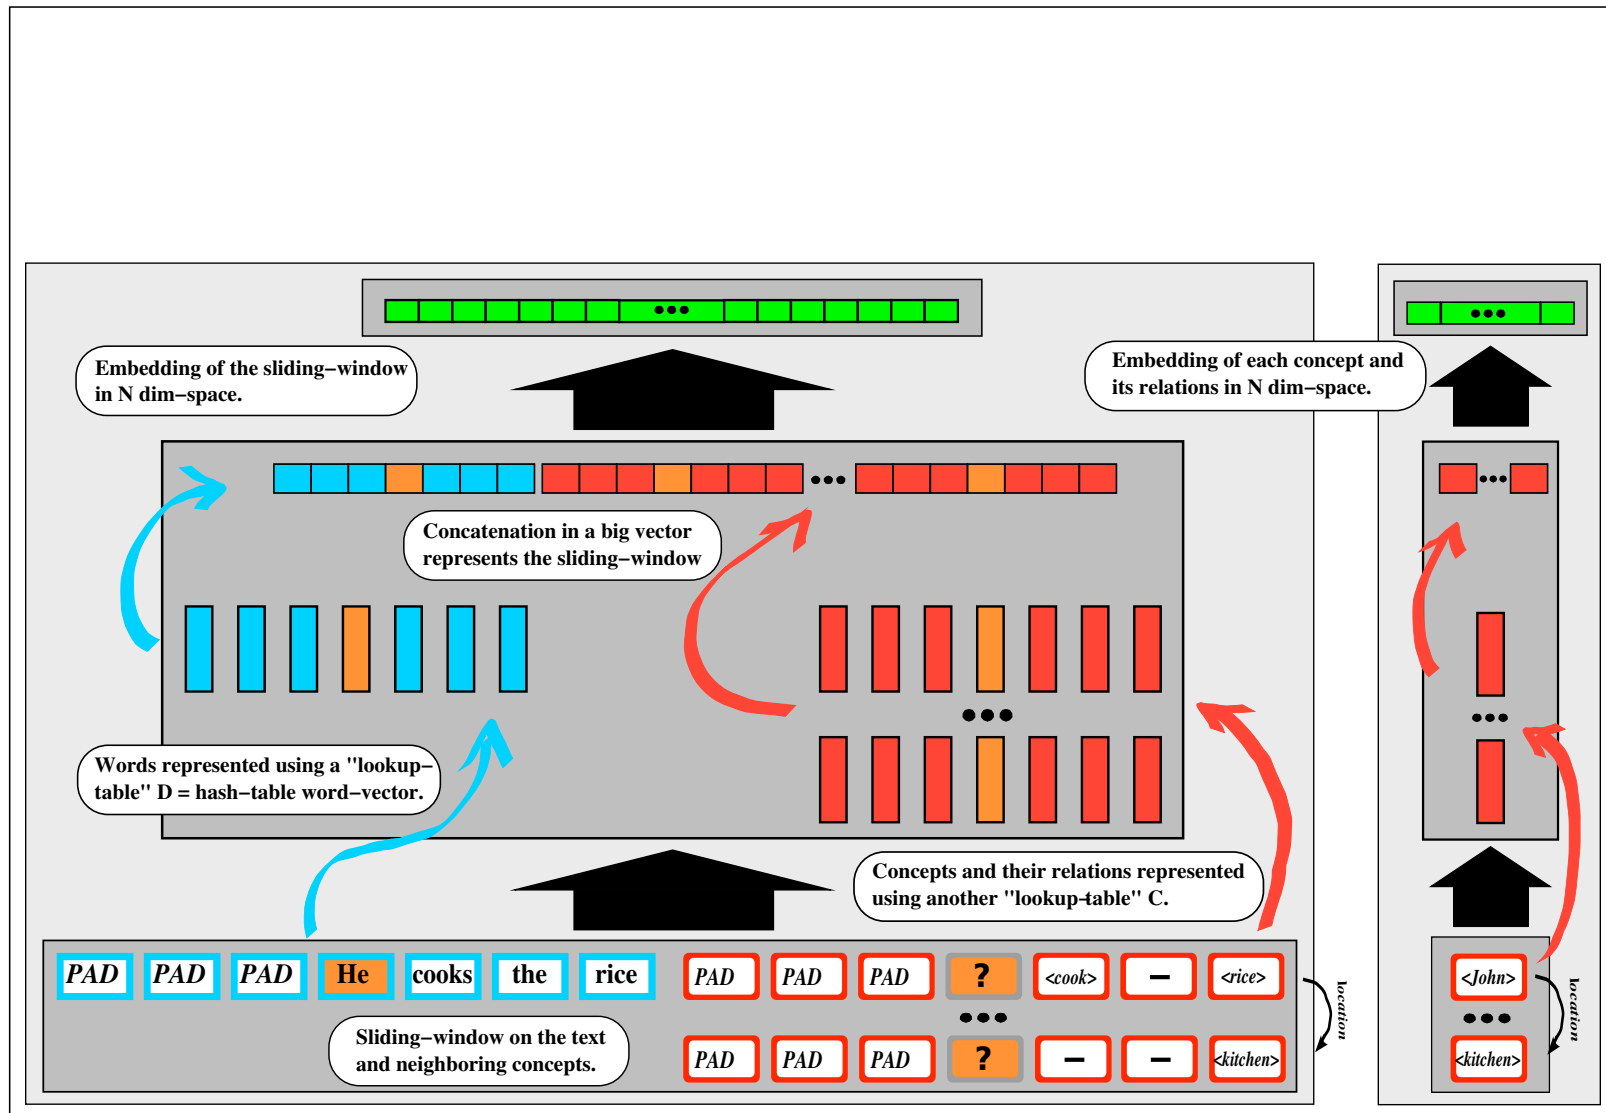 Embedding of the sliding−window
in N dim−space.
Embedding of each concept and
its relations in N dim−space.
Concatenation in a big vector
represents the sliding−window
Words represented using a "lookup−
table" D = hash−table word−vector.
Concepts and their relations represented
using another "lookup-table" C.
PAD PAD PAD He cooks the rice PAD PAD PAD ? <cook> − <rice>
location
<John>
location
Sliding−window on the text
and neighboring concepts.
PAD PAD PAD ? − − <kitchen>
<kitchen>